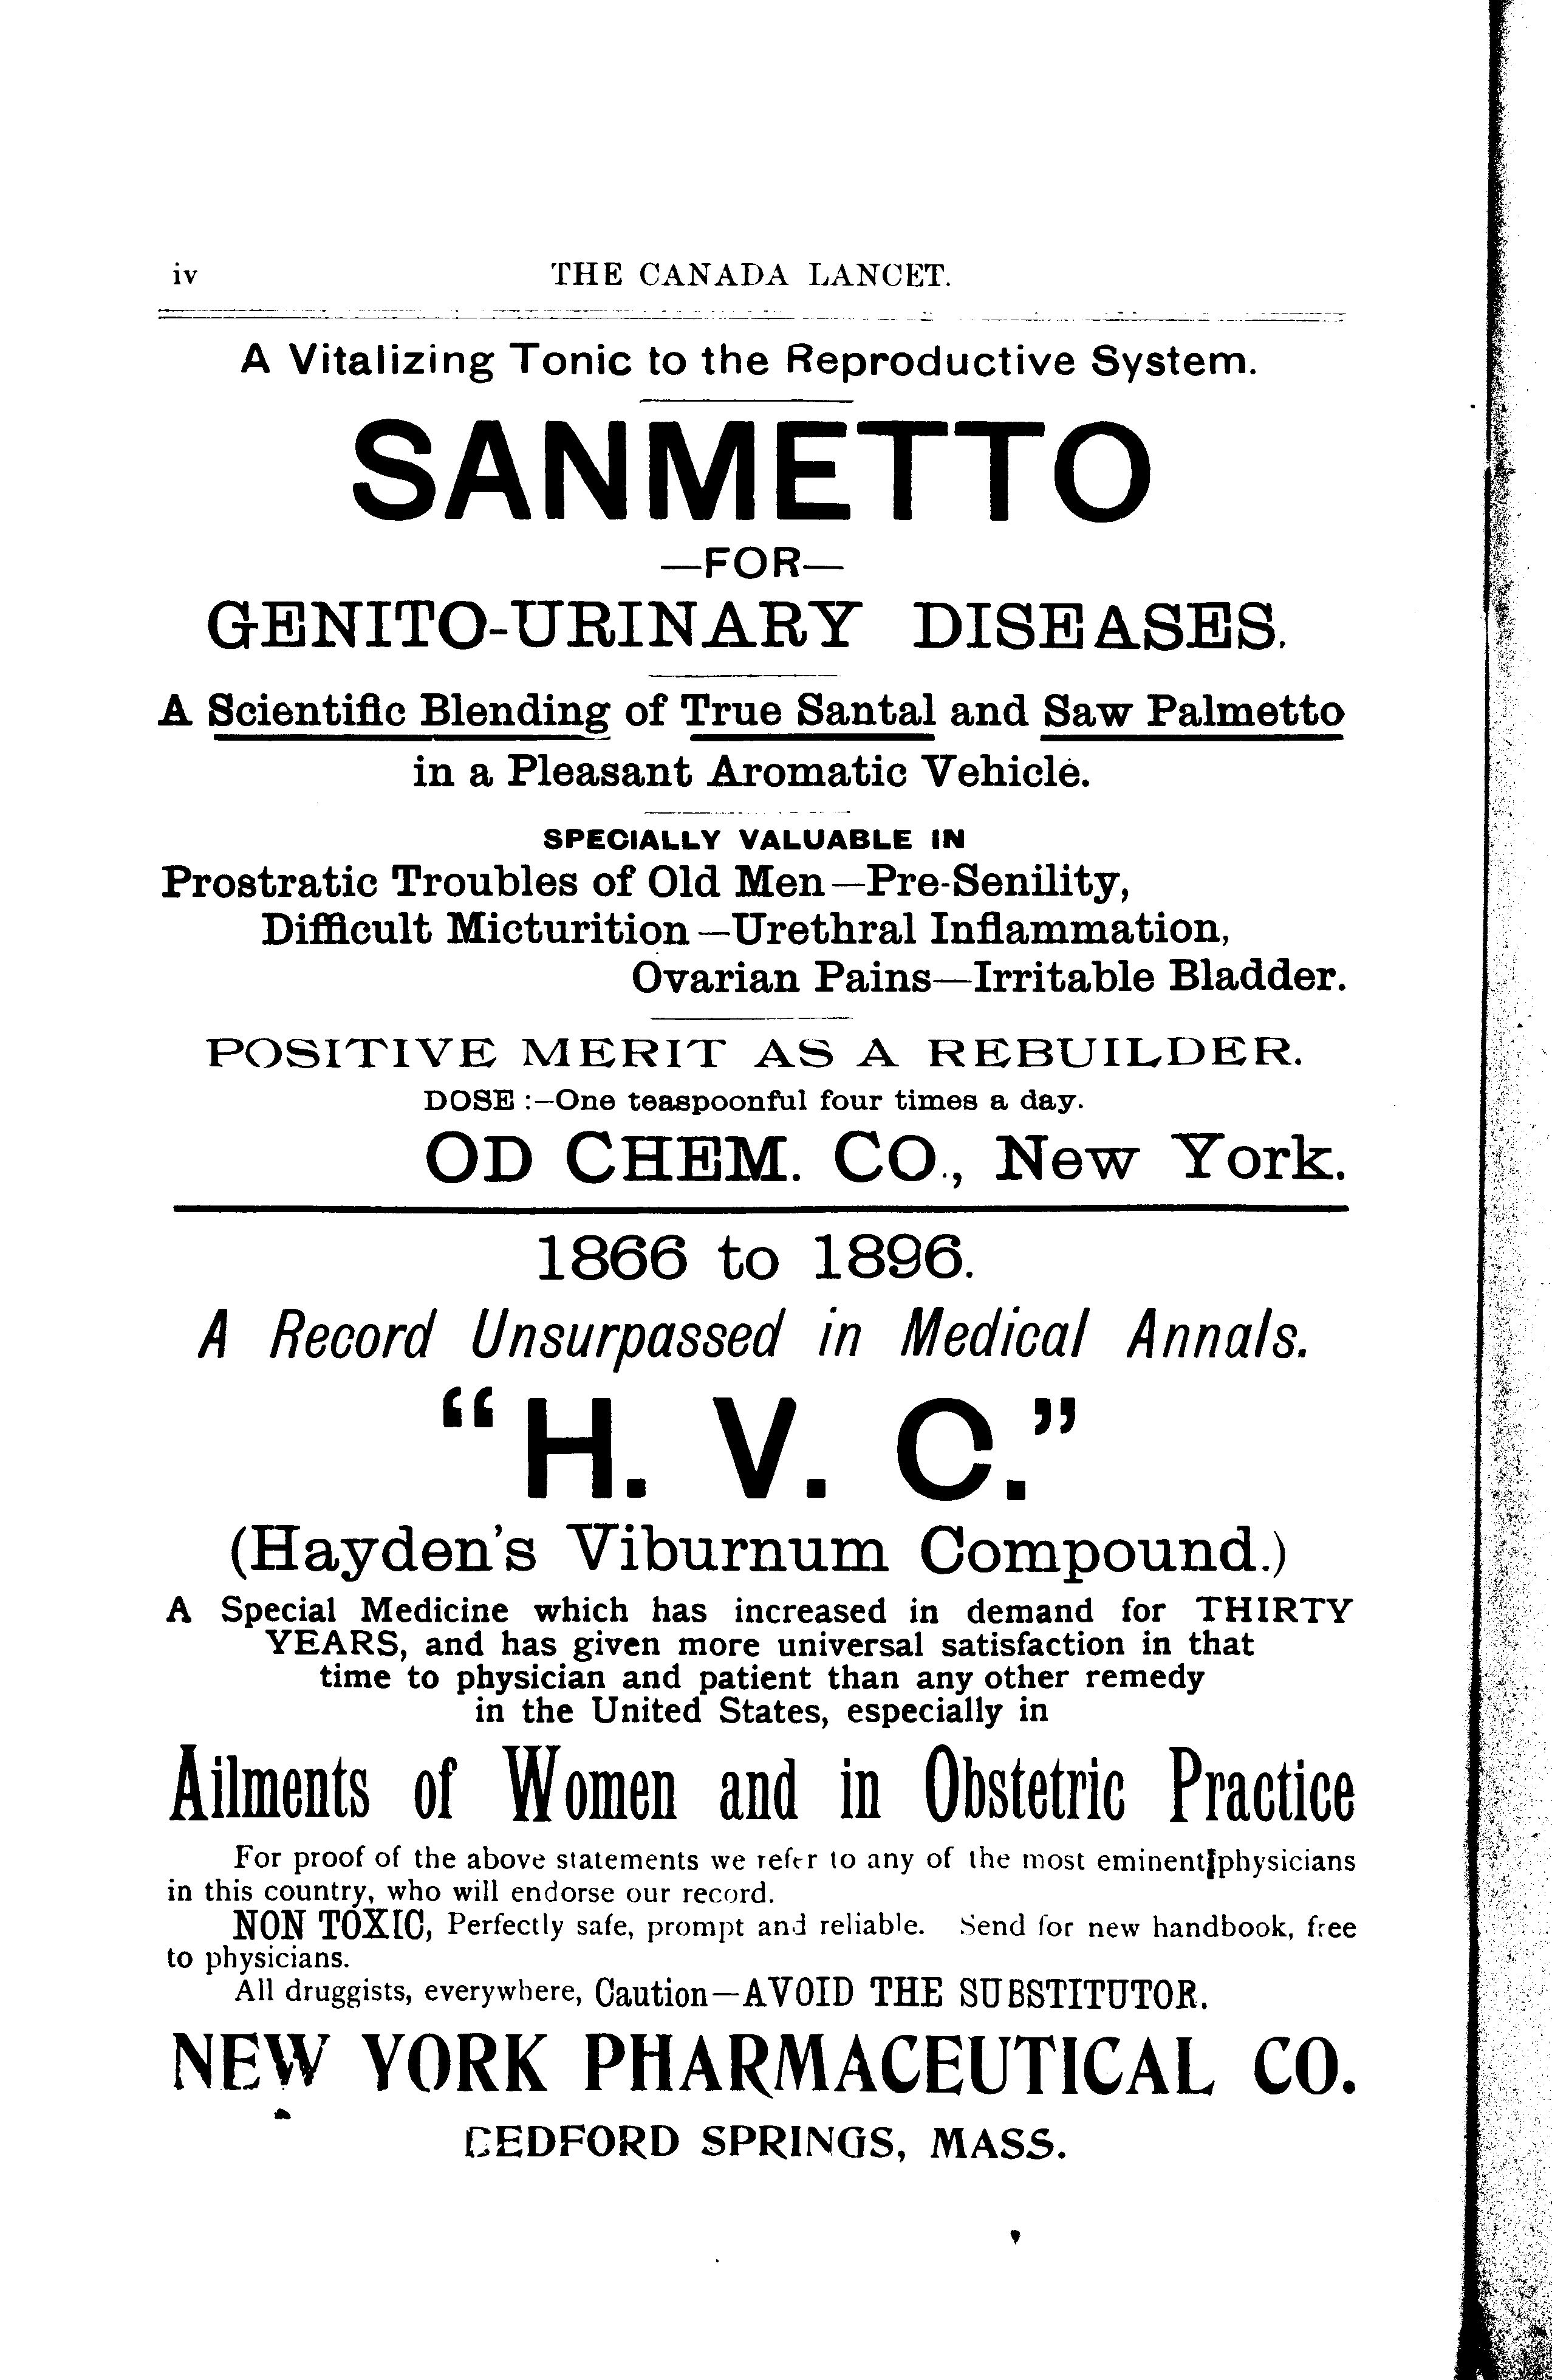 iv THE CANADA LANCET.
A Vitalizing Tonic to the Reproductive System.
SANMETTO
—FOR—
GENITO-URINARY DISEASES.
A Scientific Blending of True Santal and Saw Palmetto
in a Pleasant Aromatic Vehicle.
SPECIALLY VALUABLE IN
Prostratic Troubles of Old Men—Pre-Senility,
Difficult Micturition—Urethral Inflammation,
Ovarian Pains—Irritable Bladder.
POSITIVE MERIT AS A REBUILDER.
DOSE :—One teaspoonful four times a day.
OD CHEM. CO., New York.
1866 to 1896.
A Record Unsurpassed in Medical Annals.
“H. V. C.”
(Hayden's Viburnum Compound.)
A Special Medicine which has increased in demand for THIRTY
YEARS, and has given more universal satisfaction in that
time to physician and patient than any other remedy
in the United States, especially in
Ailments of Women and in Obstetric Practice
For proof of the above statements we refer to any of the most eminent physicians
in this country, who will endorse our record.
NON TOXIC, Perfectly safe, prompt and reliable. Send for new handbook, free
to physicians.
All druggists, everywhere, Caution—AVOID THE SUBSTITUTOR.
NEW YORK PHARMACEUTICAL CO.
BEDFORD SPRINGS, MASS.